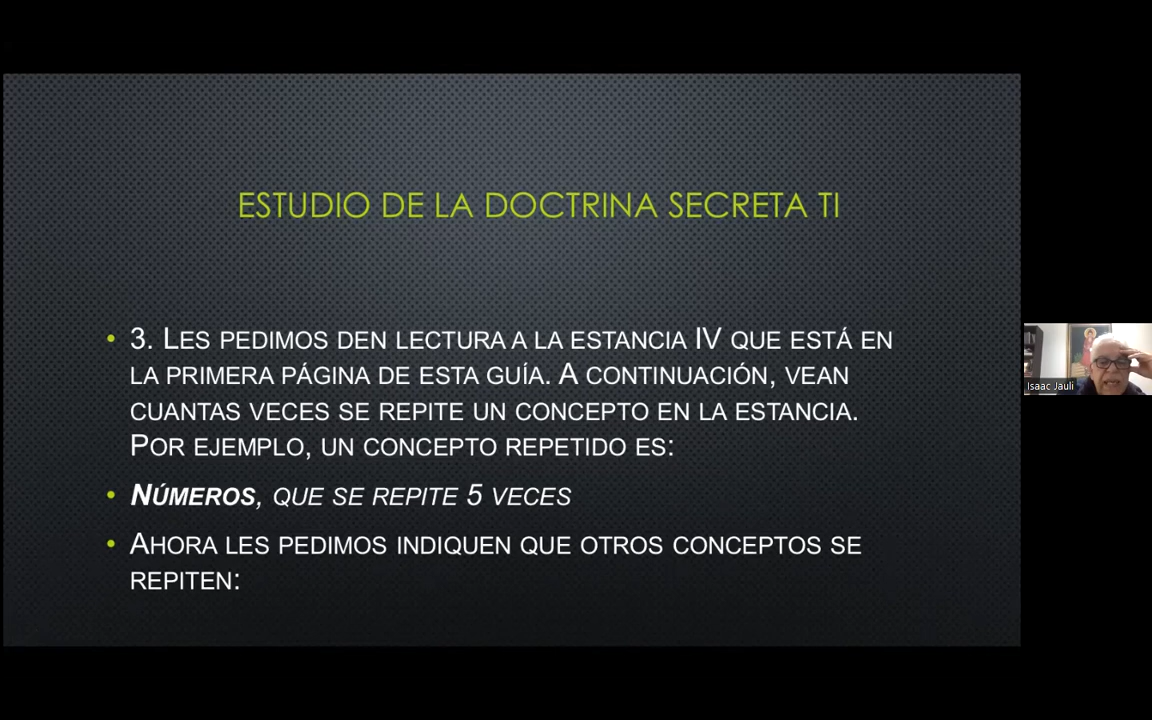 ESTUDIO DE LA DOCTRINA SECRETA TI
• 3. LES PEDIMOS DEN LECTURA A LA ESTANCIA IV QUE ESTÁ EN
LA PRIMERA PÁGINA DE ESTA GUÍA. A CONTINUACIÓN, VEAN
CUANTAS VECES SE REPITE UN CONCEPTO EN LA ESTANCIA.
POR EJEMPLO, UN CONCEPTO REPETIDO ES:
• NÚMEROS, QUE SE REPITE 5 VECES
• AHORA LES PEDIMOS INDIQUEN QUE OTROS CONCEPTOS SE
REPITEN:
Isaac Jauli